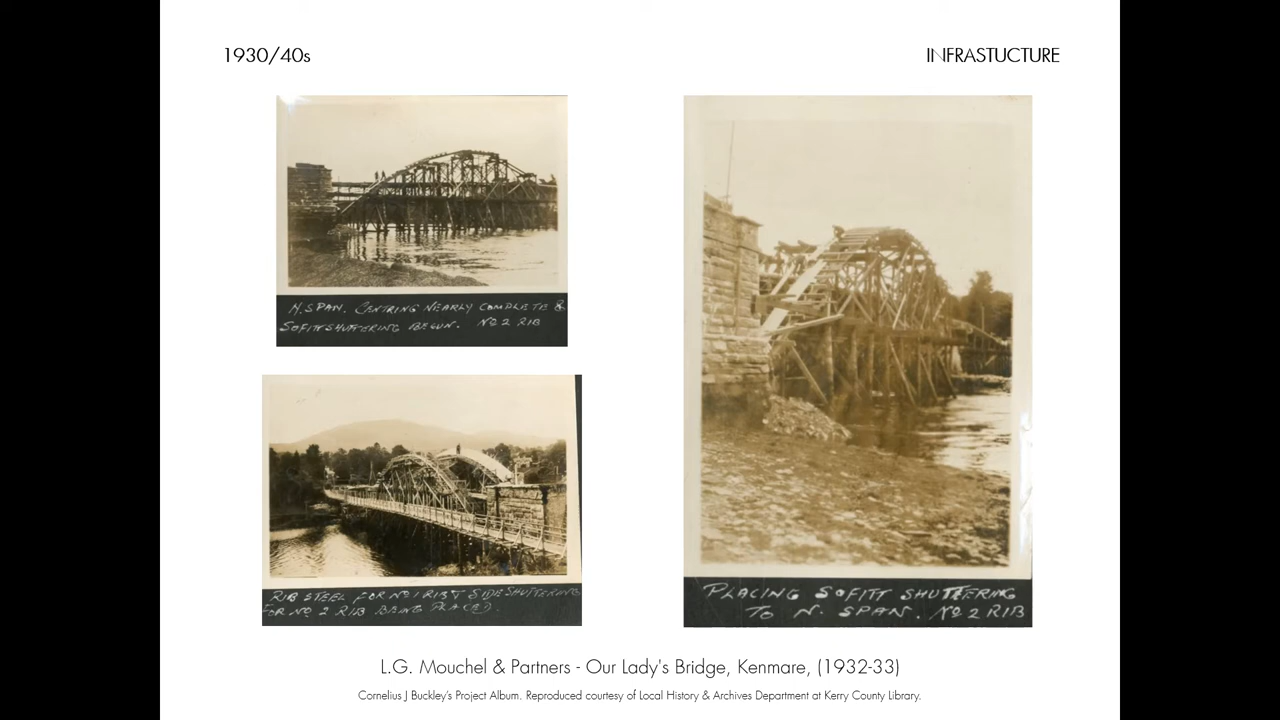 1930/40s
INFRASTUCTURE
N. SPAN. CENTRING NEARLY COMPLETE &
SOFITT SHUTTERING BEGUN. No 2 RIB
RIB STEEL FOR No 1 RIB & SIDE SHUTTERING
FOR No 2 RIB BEING PLACED.
PLACING SOFITT SHUTTERING
TO N. SPAN. No 2 RIB
L.G. Mouchel & Partners - Our Lady's Bridge, Kenmare, (1932-33)
Cornelius J Buckley's Project Album. Reproduced courtesy of Local History & Archives Department at Kerry County Library.